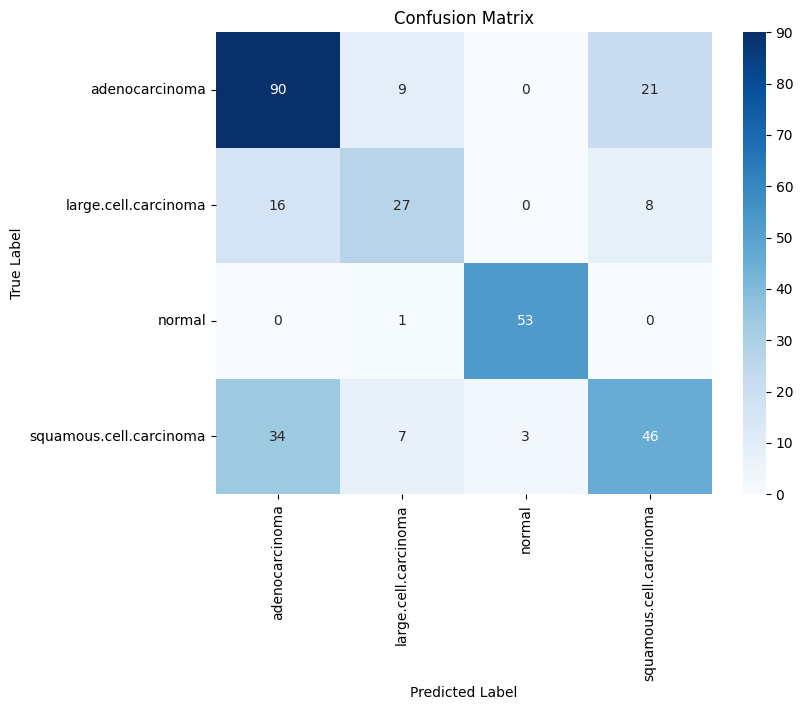 Confusion Matrix
True Label
adenocarcinoma 90 9 0 21
large.cell.carcinoma 16 27 0 8
normal 0 1 53 0
squamous.cell.carcinoma 34 7 3 46
adenocarcinoma
large.cell.carcinoma
normal
squamous.cell.carcinoma
Predicted Label
90
80
70
60
50
40
30
20
10
0